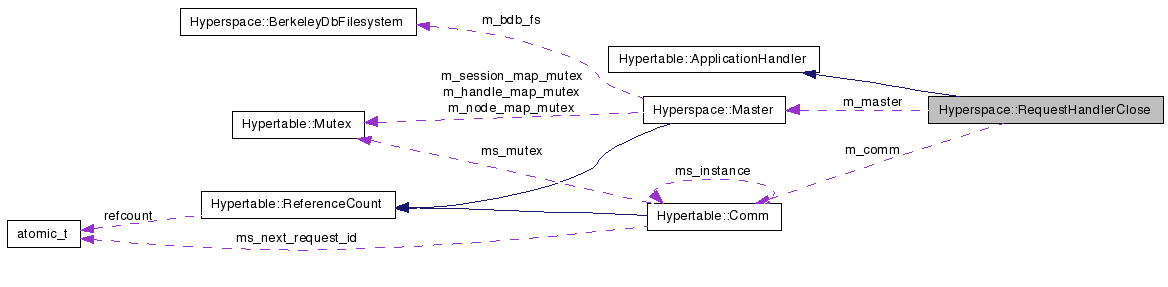 Hyperspace::BerkeleyDbFilesystem
m_bdb_fs
Hypertable::ApplicationHandler
m_session_map_mutex
m_handle_map_mutex
m_node_map_mutex
Hyperspace::Master
m_master
Hyperspace::RequestHandlerClose
Hypertable::Mutex
ms_mutex
m_comm
ms_instance
Hypertable::ReferenceCount
Hypertable::Comm
refcount
atomic_t
ms_next_request_id